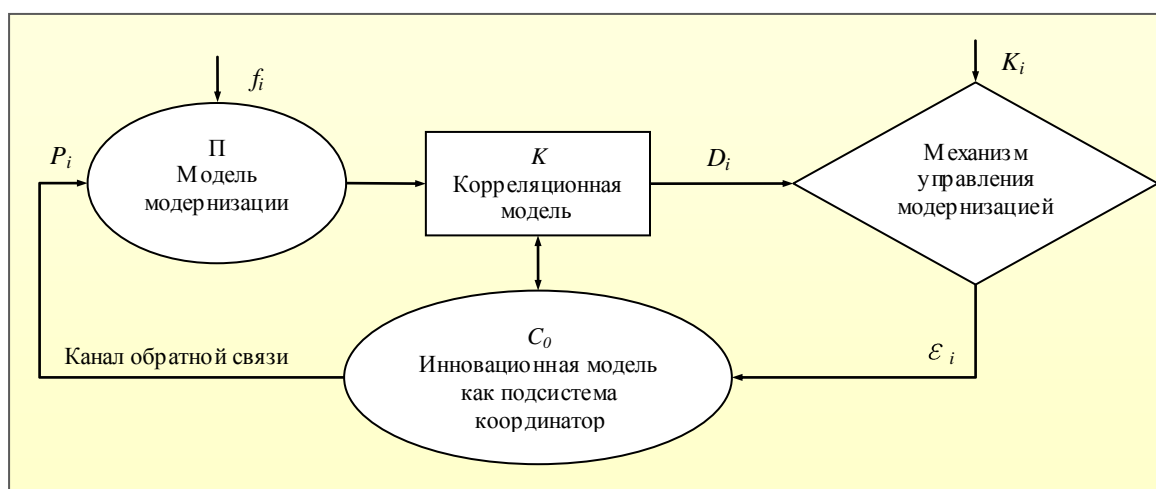 f_i
K_i
P_i
П
Модель
модернизации
K
Корреляционная
модель
D_i
Механизм
управления
модернизацией
Канал обратной связи
C_0
Инновационная модель
как подсистема
координатор
ε_i